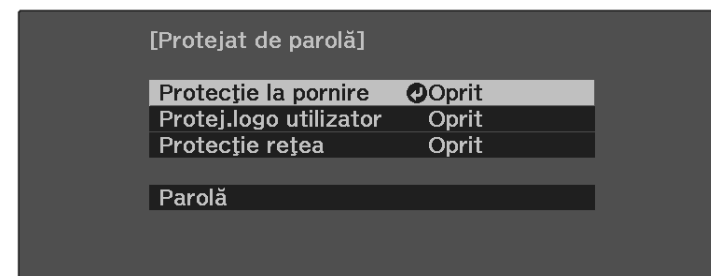 [Protejat de parolă]
Protecţie la pornire Oprit
Protej.logo utilizator Oprit
Protecţie reţea Oprit
Parolă